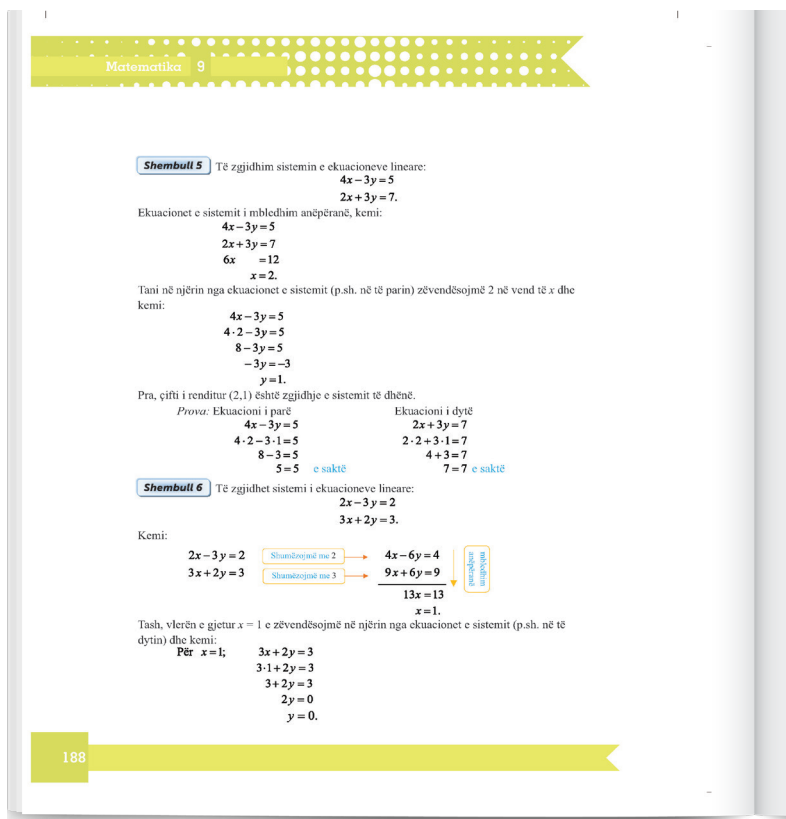 Matematika 9
Shembull 5 Të zgjidhim sistemin e ekuacioneve lineare:
4x – 3y = 5
2x + 3y = 7.
Ekuacionet e sistemit i mbledhim anëpëranë, kemi:
4x – 3y = 5
2x + 3y = 7
6x = 12
x = 2.
Tani në njërin nga ekuacionet e sistemit (p.sh. në të parin) zëvendësojmë 2 në vend të x dhe
kemi:
4x – 3y = 5
4 · 2 – 3y = 5
8 – 3y = 5
– 3y = –3
y = 1.
Pra, çifti i renditur (2,1) është zgjidhje e sistemit të dhënë.
Prova: Ekuacioni i parë Ekuacioni i dytë
4x – 3y = 5 2x + 3y = 7
4 · 2 – 3 · 1 = 5 2 · 2 + 3 · 1 = 7
8 – 3 = 5 4 + 3 = 7
5 = 5 e saktë 7 = 7 e saktë
Shembull 6 Të zgjidhet sistemi i ekuacioneve lineare:
2x – 3y = 2
3x + 2y = 3.
Kemi:
2x – 3y = 2 Shumëzojmë me 2 4x – 6y = 4
3x + 2y = 3 Shumëzojmë me 3 9x + 6y = 9
mbledhim
anëpëranë
13x = 13
x = 1.
Tash, vlerën e gjetur x = 1 e zëvendësojmë në njërin nga ekuacionet e sistemit (p.sh. në të
dytin) dhe kemi:
Për x = 1; 3x + 2y = 3
3 · 1 + 2y = 3
3 + 2y = 3
2y = 0
y = 0.
188